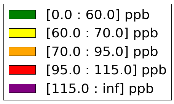 [0.0 : 60.0] ppb
[60.0 : 70.0] ppb
[70.0 : 95.0] ppb
[95.0 : 115.0] ppb
[115.0 : inf] ppb